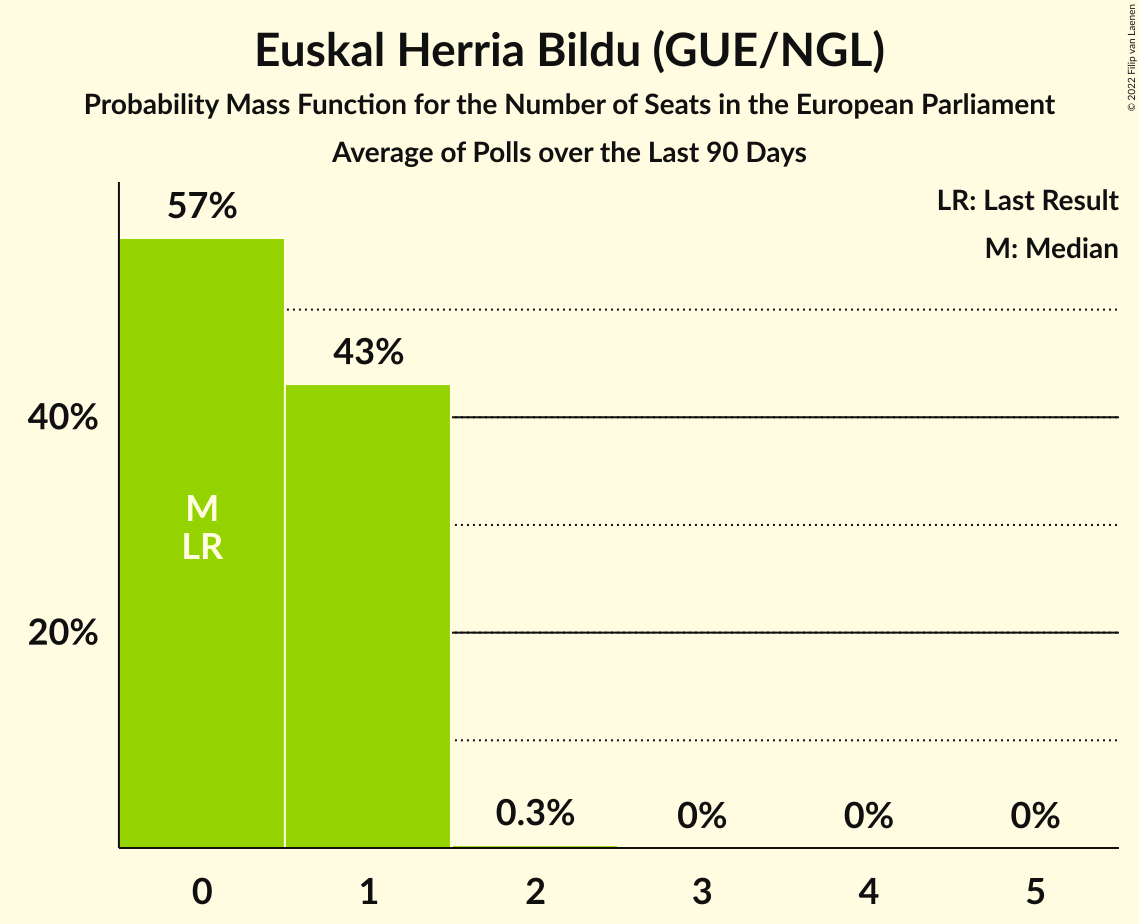 Euskal Herria Bildu (GUE/NGL)
Probability Mass Function for the Number of Seats in the European Parliament
Average of Polls over the Last 90 Days
© 2022 Filip van Laenen
LR: Last Result
M: Median
57%
43%
40%
M
LR
20%
0.3%
0%
0%
0%
0
1
2
3
4
5